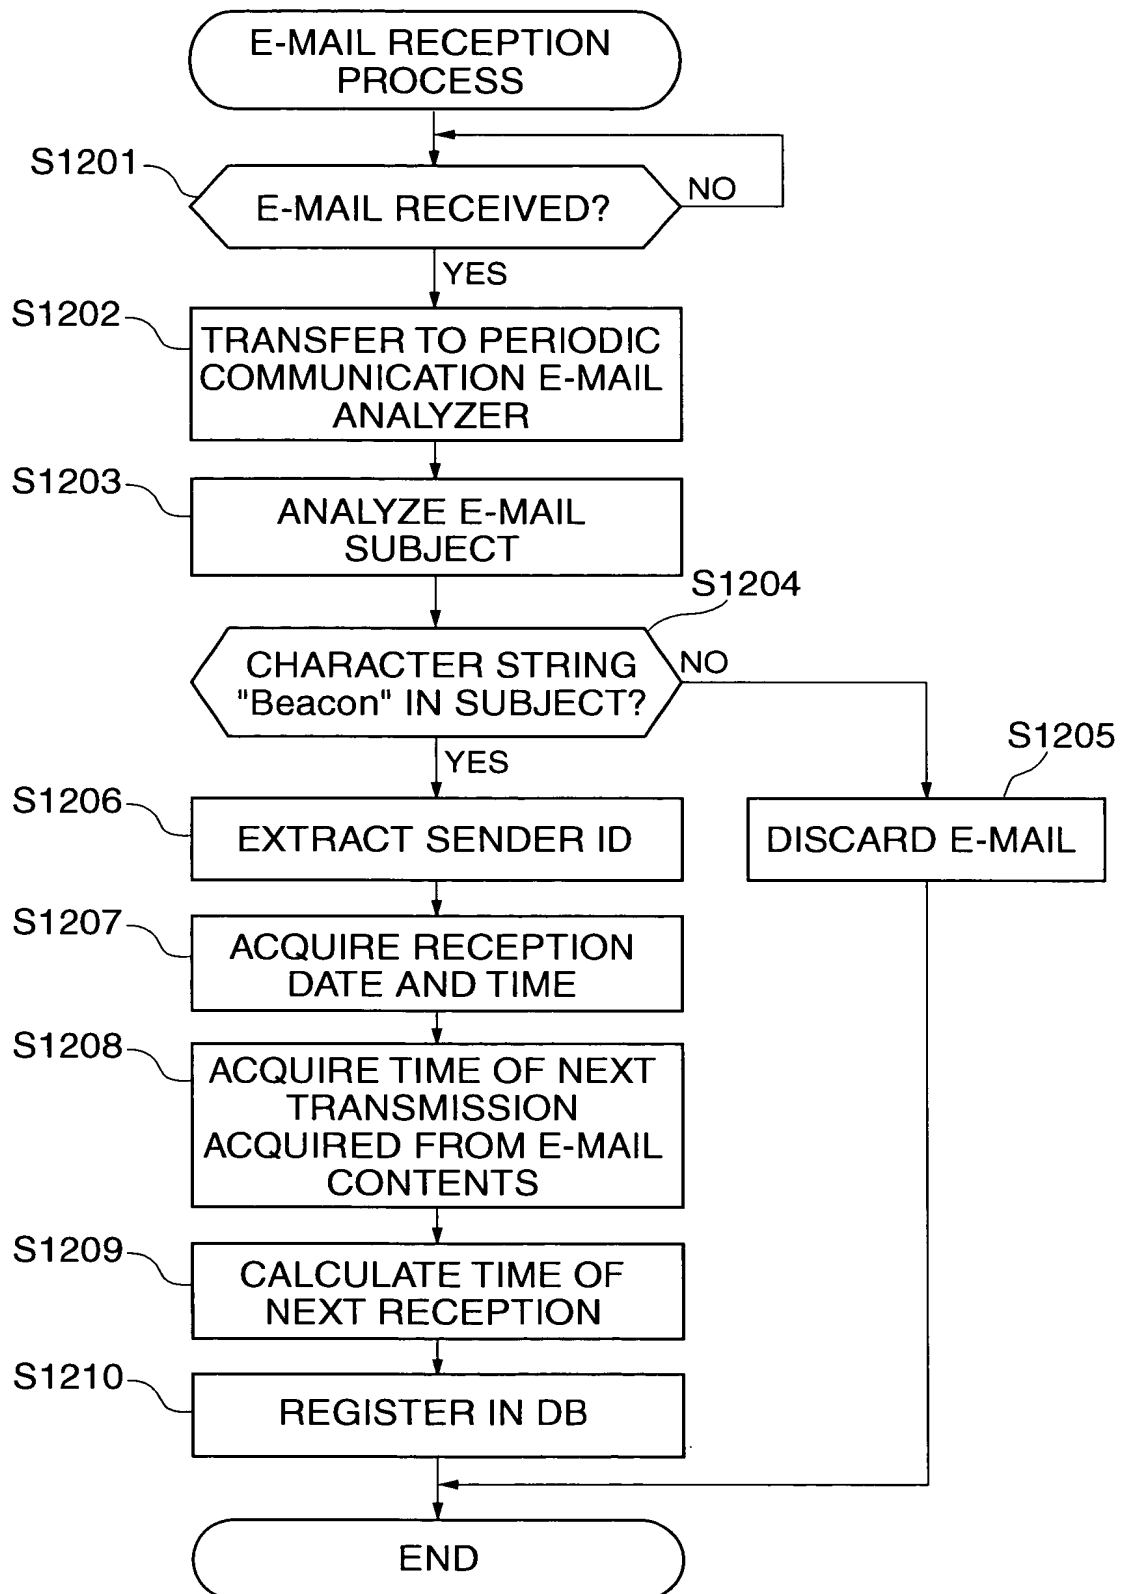 E-MAIL RECEPTION
PROCESS
S1201
E-MAIL RECEIVED?
NO
YES
S1202
TRANSFER TO PERIODIC
COMMUNICATION E-MAIL
ANALYZER
S1203
ANALYZE E-MAIL
SUBJECT
S1204
CHARACTER STRING
"Beacon" IN SUBJECT?
NO
YES
S1205
DISCARD E-MAIL
S1206
EXTRACT SENDER ID
S1207
ACQUIRE RECEPTION
DATE AND TIME
S1208
ACQUIRE TIME OF NEXT
TRANSMISSION
ACQUIRED FROM E-MAIL
CONTENTS
S1209
CALCULATE TIME OF
NEXT RECEPTION
S1210
REGISTER IN DB
END